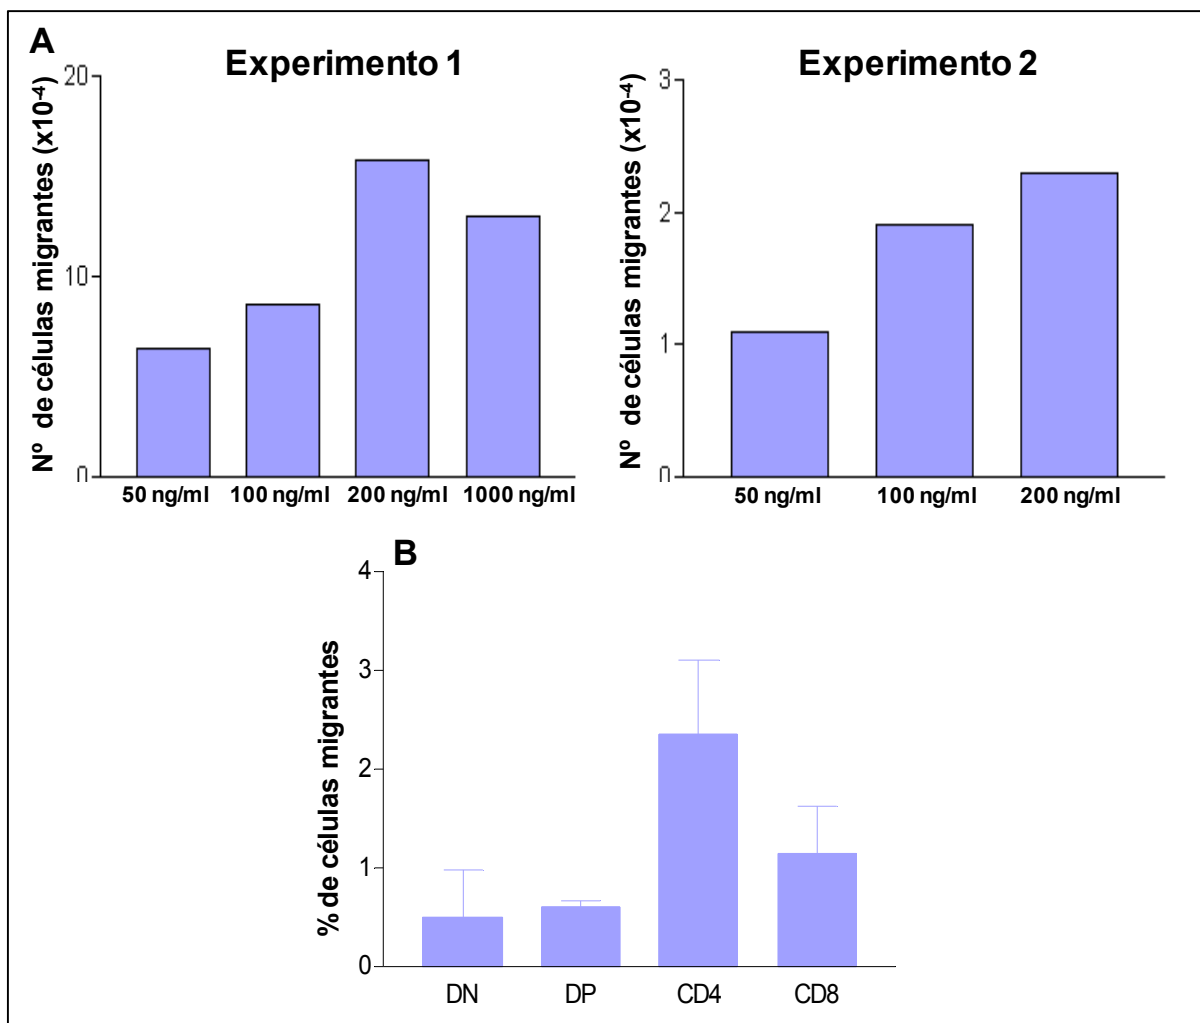 A
Experimento 1
Nº de células migrantes (x10-4)
20
10
0
50 ng/ml 100 ng/ml 200 ng/ml 1000 ng/ml
Experimento 2
Nº de células migrantes (x10-4)
3
2
1
0
50 ng/ml 100 ng/ml 200 ng/ml
B
% de células migrantes
4
3
2
1
0
DN DP CD4 CD8